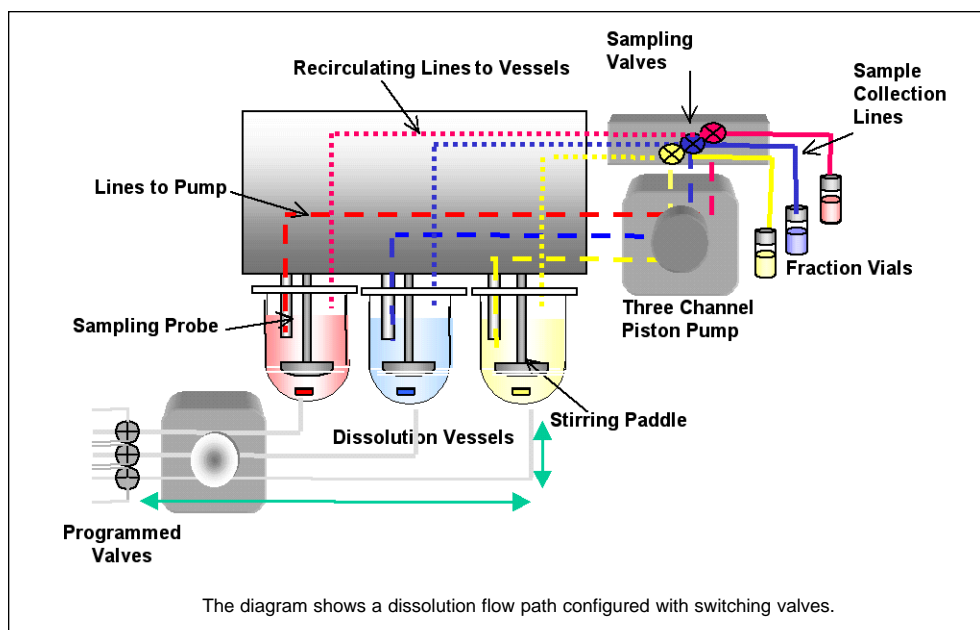 Sampling
Valves
Recirculating Lines to Vessels
Sample
Collection
Lines
Lines to Pump
Fraction Vials
Sampling Probe
Three Channel
Piston Pump
Dissolution Vessels
Stirring Paddle
Programmed
Valves
The diagram shows a dissolution flow path configured with switching valves.